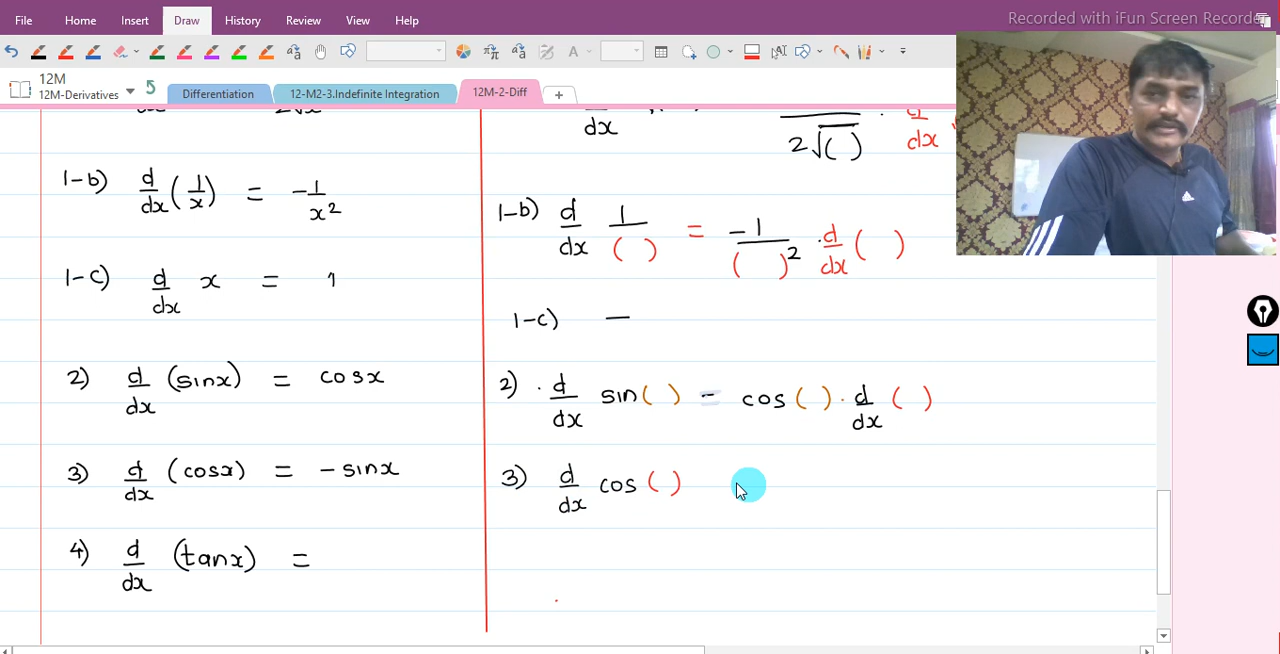 File Home Insert Draw History Review View Help
Recorded with iFun Screen Recorde
12M
12M-Derivatives
Differentiation
12-M2-3.Indefinite Integration
12M-2-Diff
+
dx
2√x
dx
2√( )
d/dx
1-b) d/dx (1/x) = -1/x²
1-c) d/dx x = 1
2) d/dx (sinx) = cosx
3) d/dx (cosx) = - sinx
4) d/dx (tanx) =
1-b) d/dx 1/( ) = -1/( )² · d/dx ( )
1-c) —
2) · d/dx sin( ) = cos( ) · d/dx ( )
3) d/dx cos( )